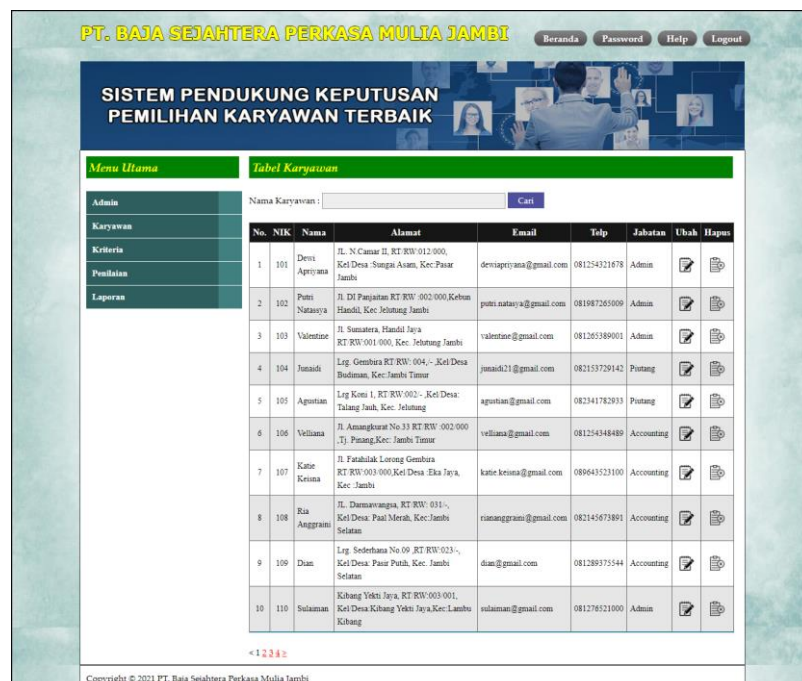 PT. BAJA SEJAHTERA PERKASA MULIA JAMBI
Beranda Password Help Logout
SISTEM PENDUKUNG KEPUTUSAN
PEMILIHAN KARYAWAN TERBAIK
Menu Utama
Admin
Karyawan
Kriteria
Penilaian
Laporan
Tabel Karyawan
Nama Karyawan : Cari
No. NIK Nama Alamat Email Telp Jabatan Ubah Hapus
1 101 Dewi Apriyana
JL. N.Camar II, RT/RW:012/000,
Kel/Desa :Sungai Asam, Kec:Pasar
Jambi
dewiapriyana@gmail.com 081254321678 Admin
2 102 Putri Natasya
Jl. DI Panjaitan RT/RW :002/000,Kebun
Handil, Kec Jelutung Jambi
putri.natasya@gmail.com 081987265009 Admin
3 103 Valentine
Jl. Sumatera, Handil Jaya
RT/RW:001/000, Kec. Jelutung Jambi
valentine@gmail.com 081265389001 Admin
4 104 Junaidi
Lrg. Gembira RT/RW: 004,/- ,Kel/Desa
Budiman, Kec:Jambi Timur
junaidi21@gmail.com 082153729142 Piutang
5 105 Agustian
Lrg Koni 1, RT/RW:002/- ,Kel/Desa:
Talang Jauh, Kec. Jelutung
agustian@gmail.com 082341782933 Piutang
6 106 Velliana
Jl. Amangkurat No.33 RT/RW :002/000
,Tj. Pinang,Kec: Jambi Timur
velliana@gmail.com 081254348489 Accounting
7 107 Katie Keisna
Jl. Fatahilak Lorong Gembira
RT/RW:003/000,Kel/Desa :Eka Jaya,
Kec :Jambi
katie.keisna@gmail.com 089643523100 Accounting
8 108 Ria Anggraini
JL. Darmawangsa, RT/RW: 031/-,
Kel/Desa: Paal Merah, Kec:Jambi
Selatan
riananggraini@gmail.com 082145673891 Accounting
9 109 Dian
Lrg. Sederhana No.09 ,RT/RW:023/-,
Kel/Desa: Pasir Putih, Kec. Jambi
Selatan
dian@gmail.com 081289375544 Accounting
10 110 Sulaiman
Kibang Yekti Jaya, RT/RW:003/001,
Kel/Desa:Kibang Yekti Jaya,Kec:Lambu
Kibang
sulaiman@gmail.com 081276521000 Admin
< 1 2 3 4 >
Copyright © 2021 PT. Baja Sejahtera Perkasa Mulia Jambi